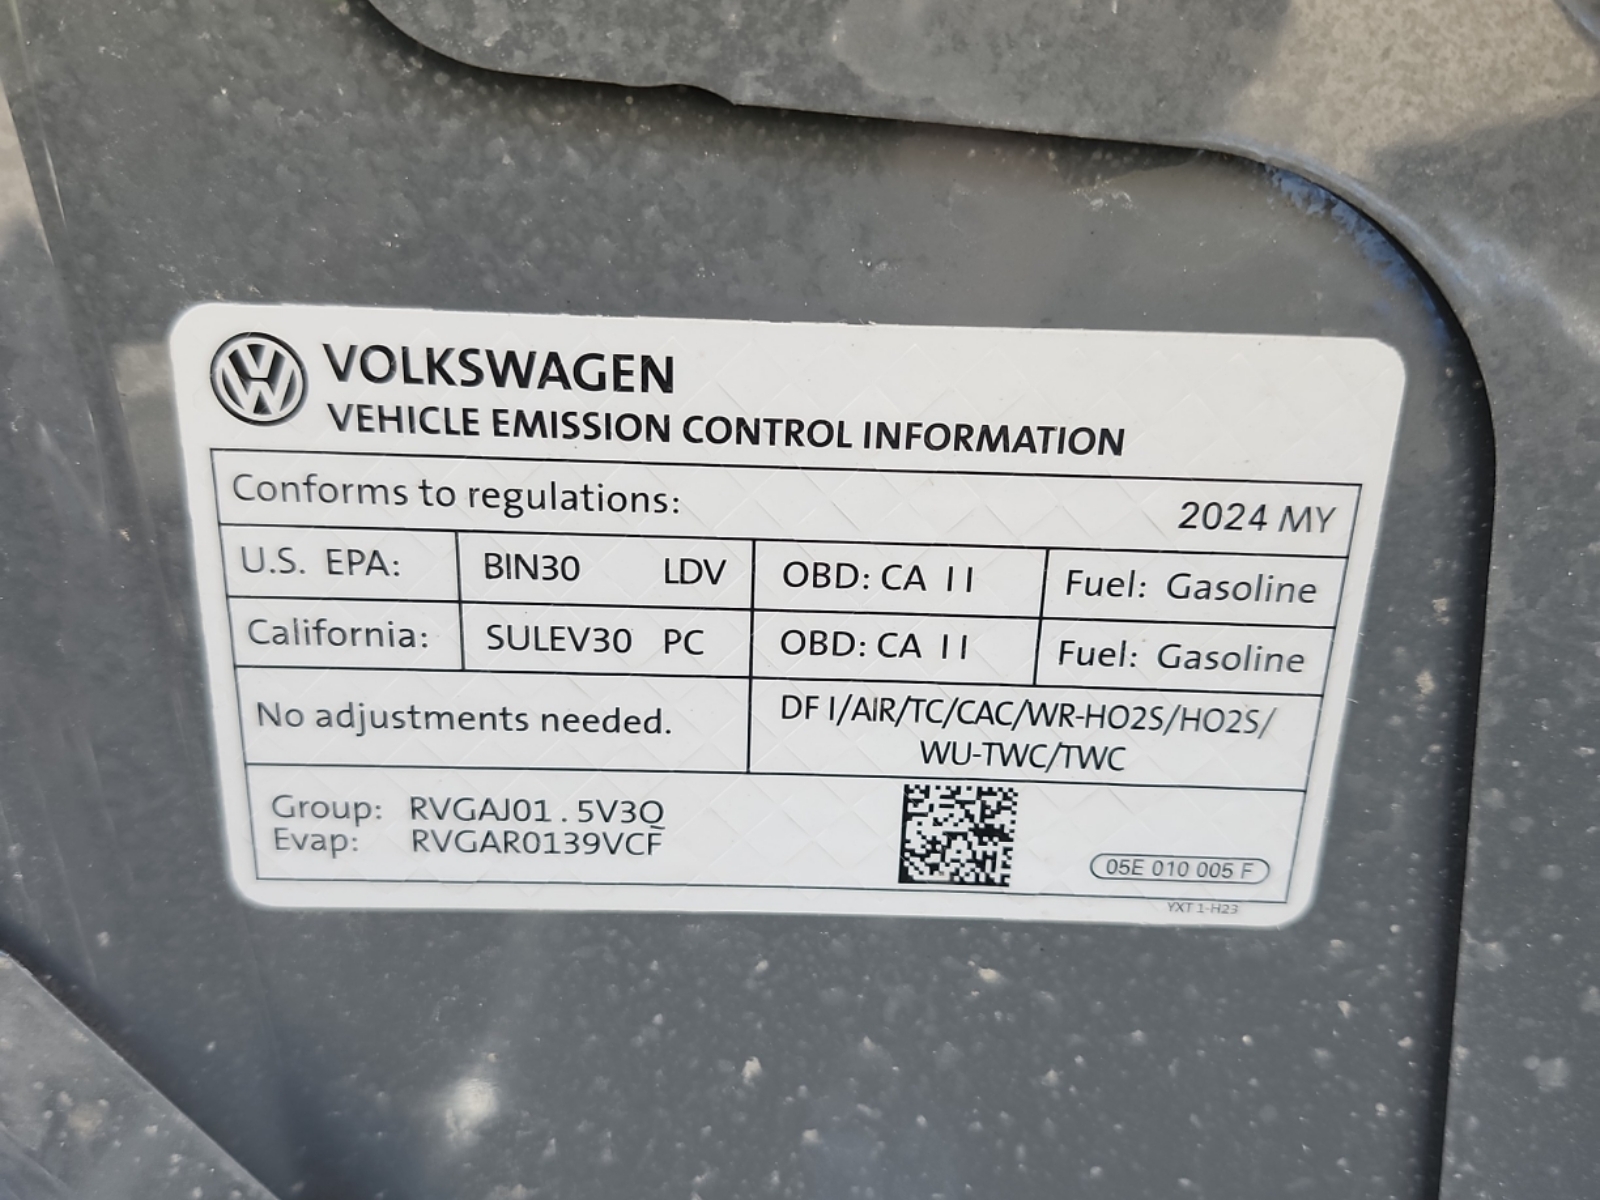 VOLKSWAGEN
VEHICLE EMISSION CONTROL INFORMATION
Conforms to regulations: 2024 MY
U.S. EPA: BIN30 LDV OBD: CA II Fuel: Gasoline
California: SULEV30 PC OBD: CA II Fuel: Gasoline
No adjustments needed.
DF I/AIR/TC/CAC/WR-HO2S/HO2S/
WU-TWC/TWC
Group: RVGAJ01.5V3Q
Evap: RVGAR0139VCF
05E 010 005 F
YXT 1-H23